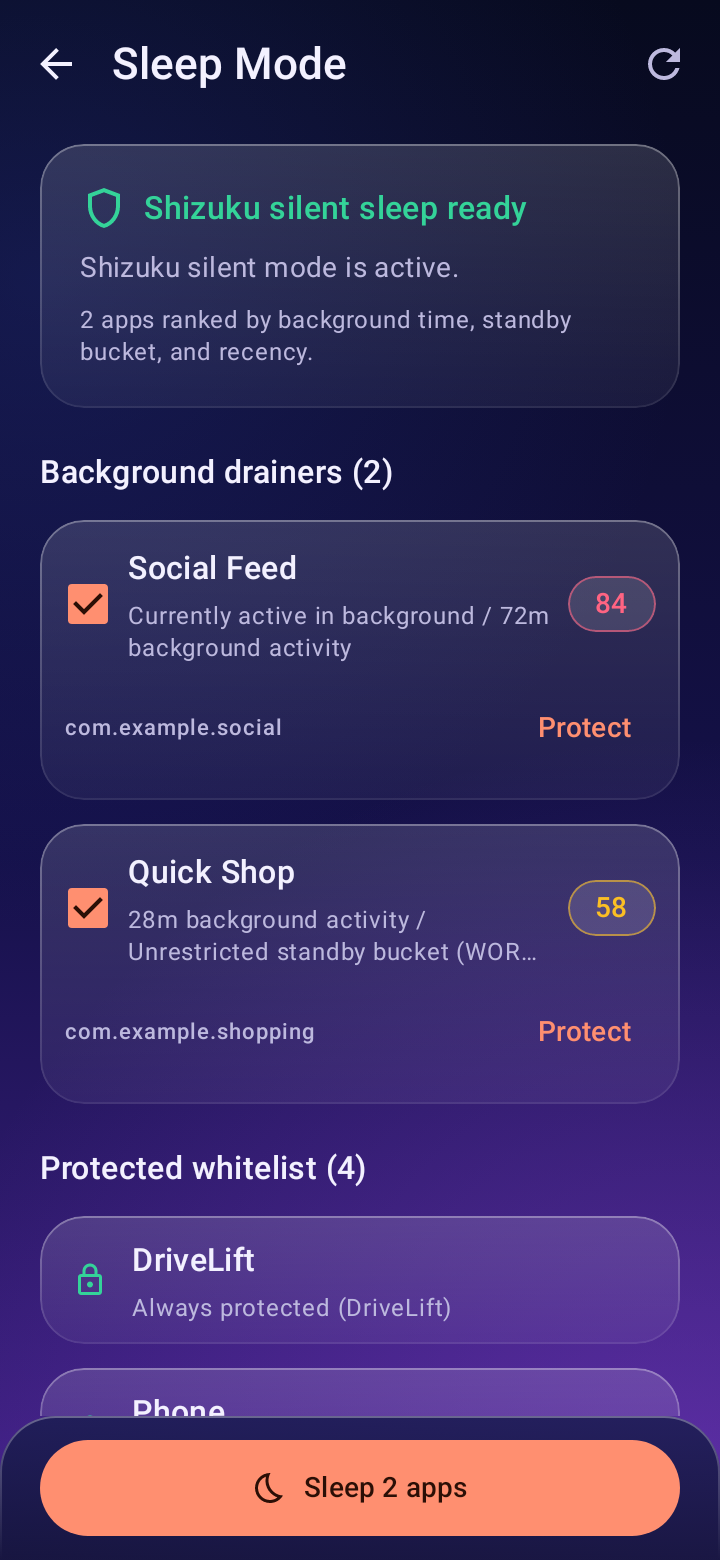 Sleep Mode
Shizuku silent sleep ready
Shizuku silent mode is active.
2 apps ranked by background time, standby
bucket, and recency.
Background drainers (2)
Social Feed
Currently active in background / 72m
background activity
84
com.example.social
Protect
Quick Shop
28m background activity /
Unrestricted standby bucket (WOR…
58
com.example.shopping
Protect
Protected whitelist (4)
DriveLift
Always protected (DriveLift)
Phone
Sleep 2 apps